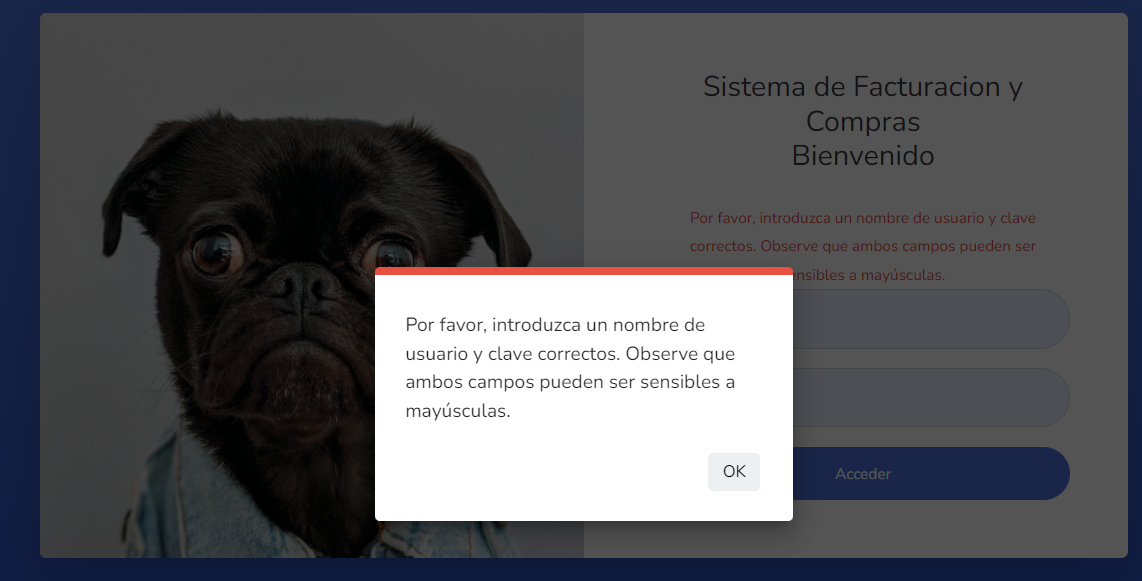 Sistema de Facturacion y
Compras
Bienvenido
Por favor, introduzca un nombre de usuario y clave
correctos. Observe que ambos campos pueden ser
ensibles a mayúsculas.
Por favor, introduzca un nombre de
usuario y clave correctos. Observe que
ambos campos pueden ser sensibles a
mayúsculas.
OK
Acceder